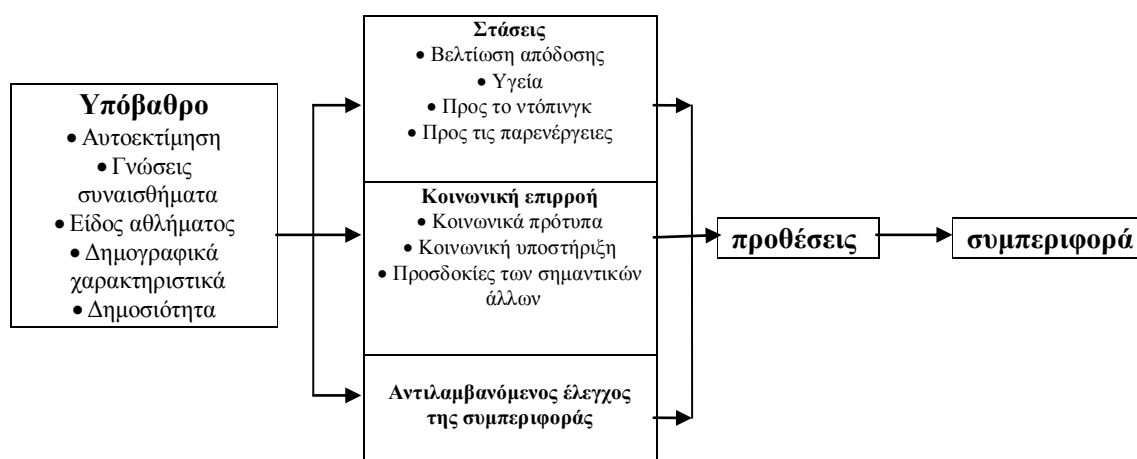 Υπόβαθρο
• Αυτοεκτίμηση
• Γνώσεις
συναισθήματα
• Είδος αθλήματος
• Δημογραφικά
χαρακτηριστικά
• Δημοσιότητα
Στάσεις
• Βελτίωση απόδοσης
• Υγεία
• Προς το ντόπινγκ
• Προς τις παρενέργειες
Κοινωνική επιρροή
• Κοινωνικά πρότυπα
• Κοινωνική υποστήριξη
• Προσδοκίες των σημαντικών
άλλων
Αντιλαμβανόμενος έλεγχος
της συμπεριφοράς
προθέσεις
συμπεριφορά